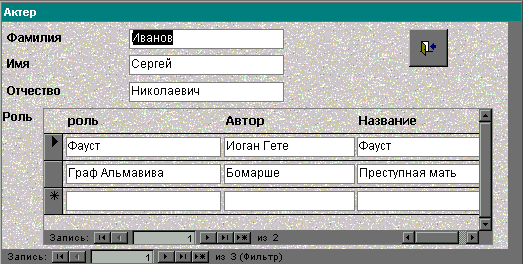 Актер
Фамилия Иванов
Имя Сергей
Отчество Николаевич
Роль роль Автор Название
Фауст Иоган Гете Фауст
Граф Альмавива Бомарше Преступная мать
Запись: 1 из 2
Запись: 1 из 3 (Фильтр)